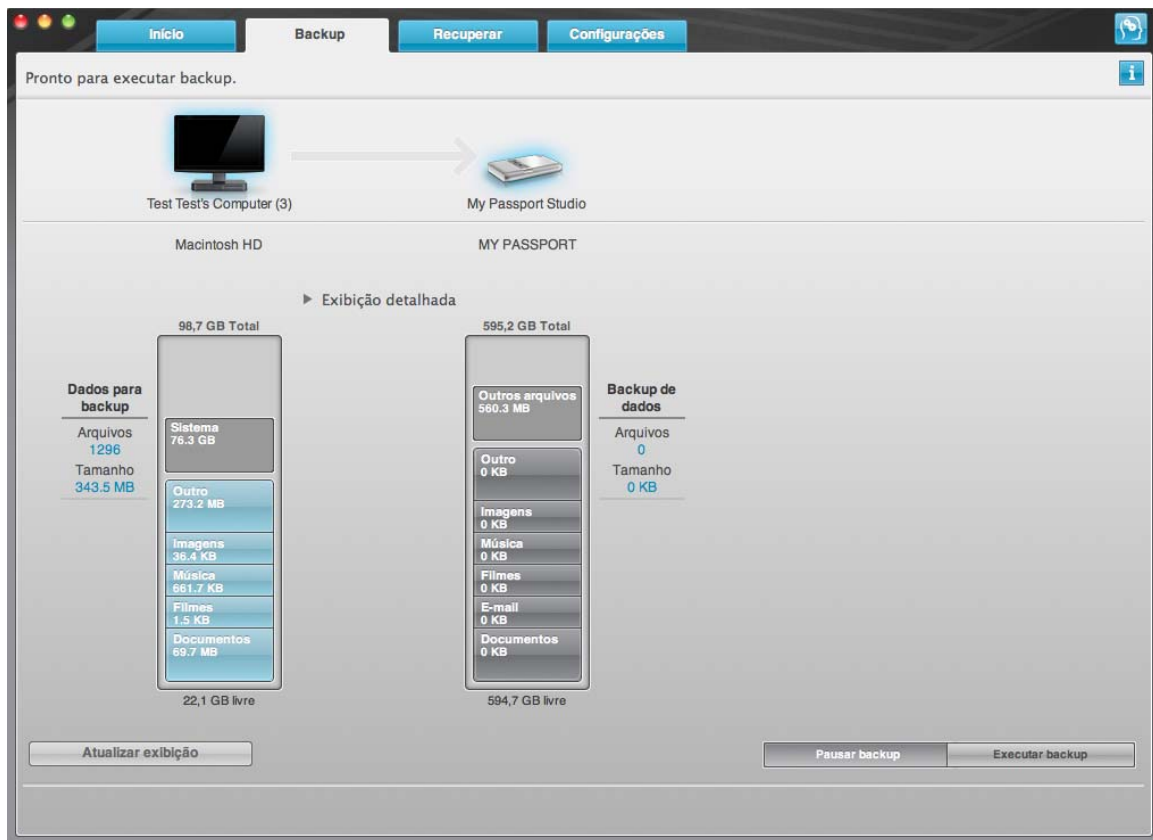 Início
Backup
Recuperar
Configurações
Pronto para executar backup.
Test Test's Computer (3)
My Passport Studio
Macintosh HD
MY PASSPORT
Exibição detalhada
98,7 GB Total
595,2 GB Total
Dados para
backup
Arquivos
1296
Tamanho
343.5 MB
Sistema
76.3 GB
Outro
273.2 MB
Imagens
36.4 KB
Música
661.7 KB
Filmes
1.5 KB
Documentos
69.7 MB
22,1 GB livre
Outros arquivos
560.3 MB
Outro
0 KB
Imagens
0 KB
Música
0 KB
Filmes
0 KB
E-mail
0 KB
Documentos
0 KB
594,7 GB livre
Backup de
dados
Arquivos
0
Tamanho
0 KB
Atualizar exibição
Pausar backup
Executar backup